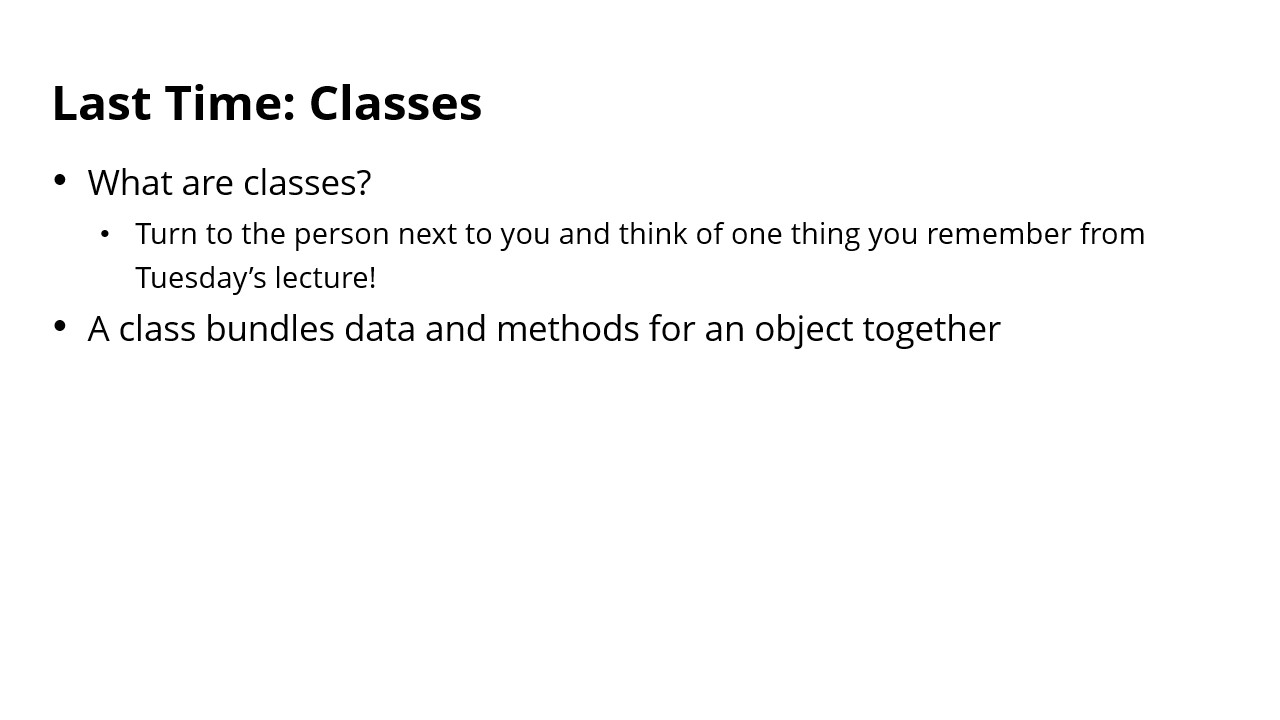 Last Time: Classes
• What are classes?
• Turn to the person next to you and think of one thing you remember from
Tuesday’s lecture!
• A class bundles data and methods for an object together